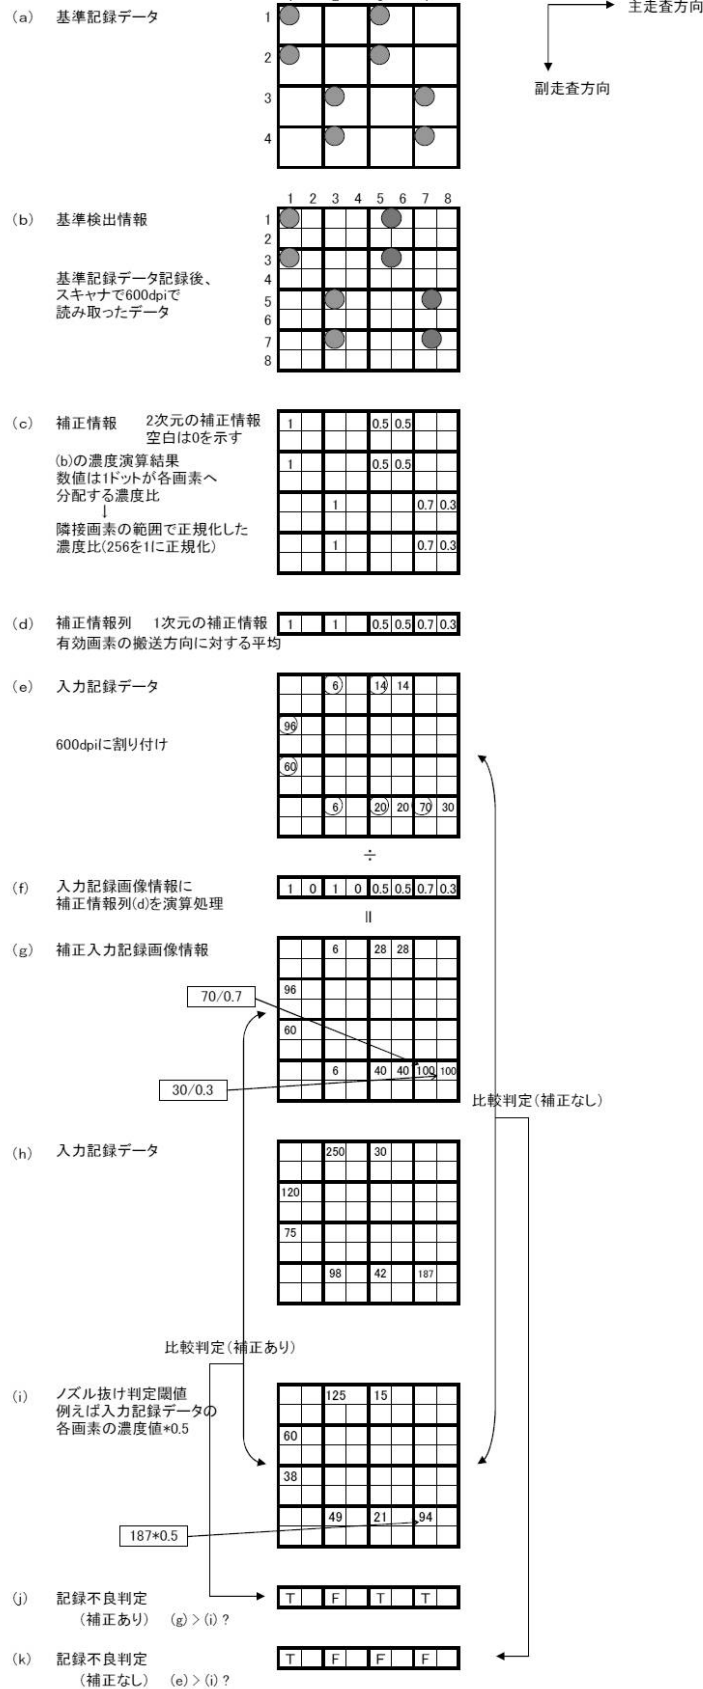 主走査方向
(a) 基準記録データ
1
2
3
4
副走査方向
1 2 3 4 5 6 7 8
(b) 基準検出情報
1
2
3
4
5
6
7
8
基準記録データ記録後、
スキャナで600dpiで
読み取ったデータ
(c) 補正情報 2次元の補正情報
空白は0を示す
(b)の濃度演算結果
数値は1ドットが各画素へ
分配する濃度比
↓
隣接画素の範囲で正規化した
濃度比(256を1に正規化)
1 0.5 0.5
1 0.5 0.5
1 0.7 0.3
1 0.7 0.3
(d) 補正情報列 1次元の補正情報
1 1 0.5 0.5 0.7 0.3
有効画素の搬送方向に対する平均
(e) 入力記録データ
6 14 14
96
600dpiに割り付け
60
6 20 20 70 30
÷
(f) 入力記録画像情報に
補正情報列(d)を演算処理
1 0 1 0 0.5 0.5 0.7 0.3
=
(g) 補正入力記録画像情報
6 28 28
96
70/0.7
60
6 40 40 100 100
30/0.3
比較判定(補正なし)
(h) 入力記録データ
250 30
120
75
98 42 187
比較判定(補正あり)
(i) ノズル抜け判定閾値
例えば入力記録データの
各画素の濃度値*0.5
125 15
60
38
49 21 94
187*0.5
(j) 記録不良判定
(補正あり) (g)>(i)?
T F T T
(k) 記録不良判定
(補正なし) (e)>(i)?
T F F F